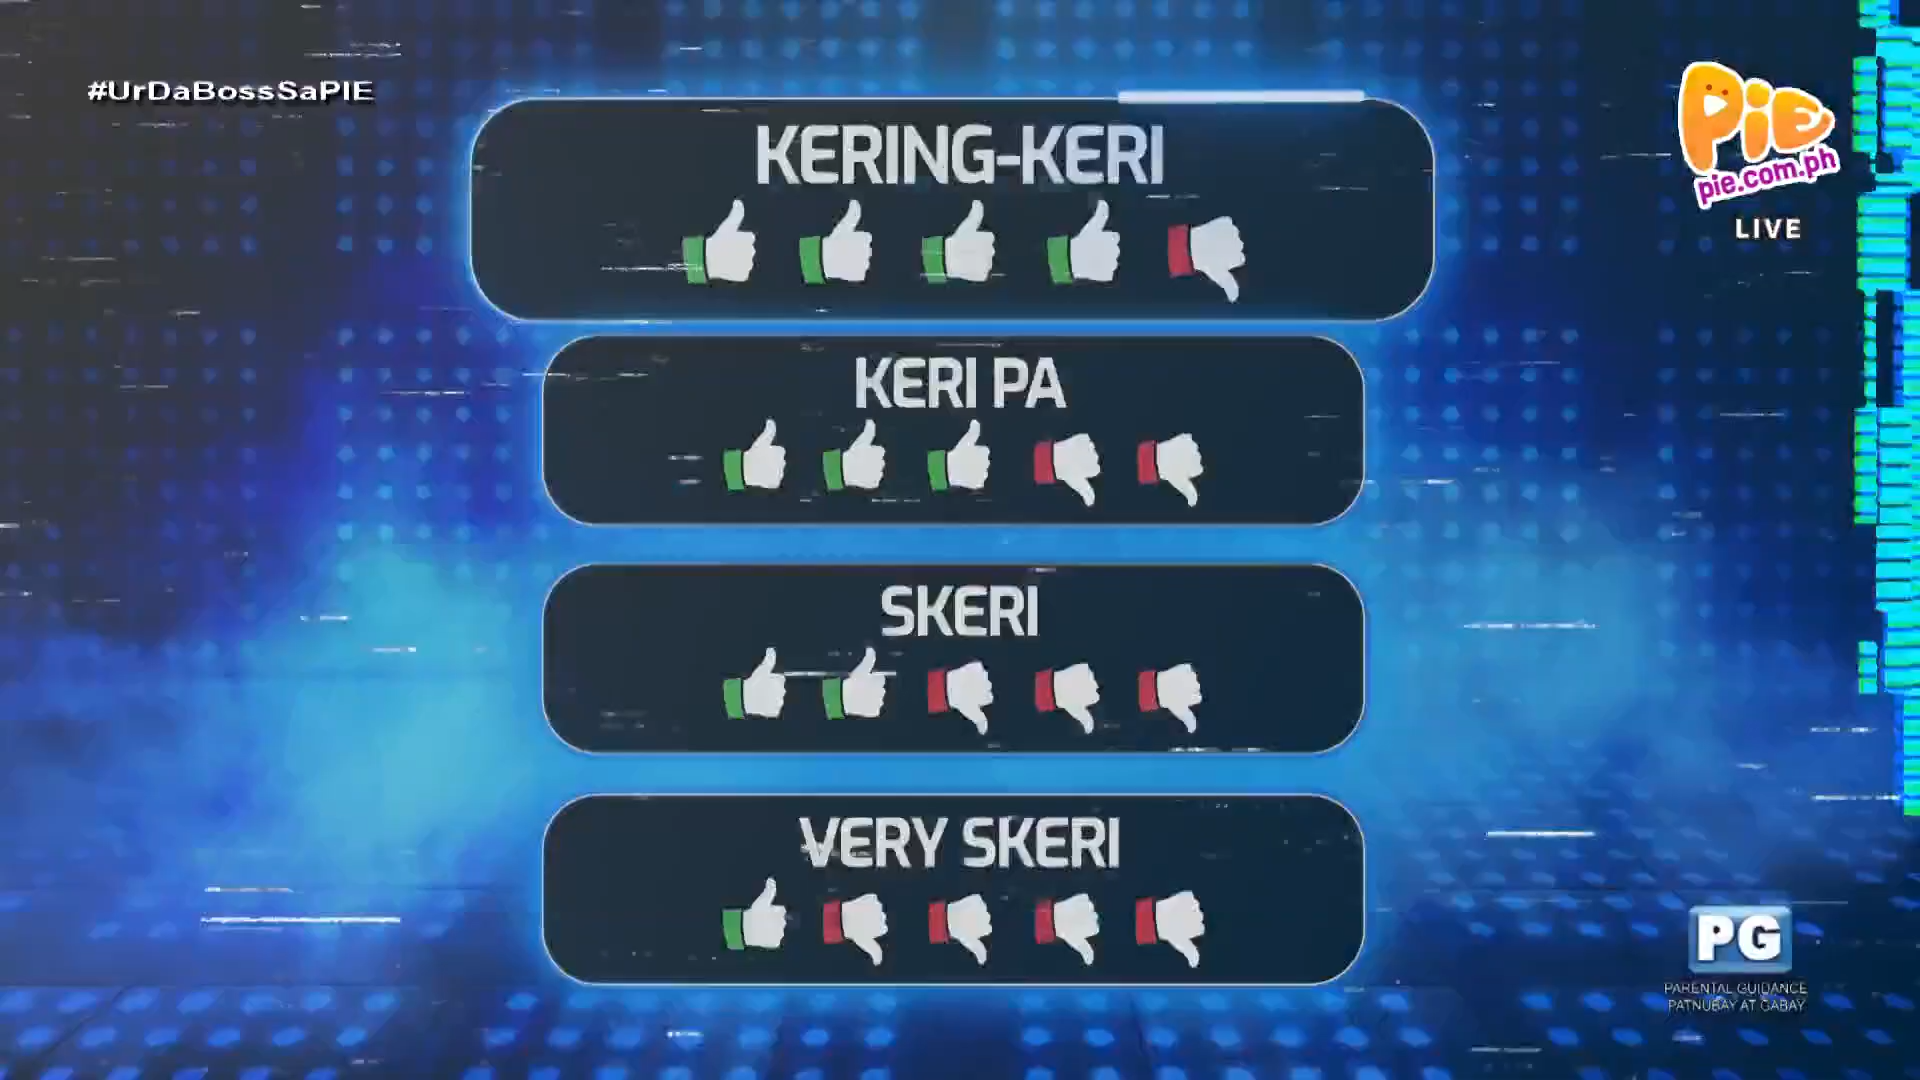 #UrDaBossSaPIE
Pie
pie.com.ph
LIVE
KERING-KERI
KERI PA
SKERI
VERY SKERI
PG
PARENTAL GUIDANCE
PATNUBAY AT GABAY